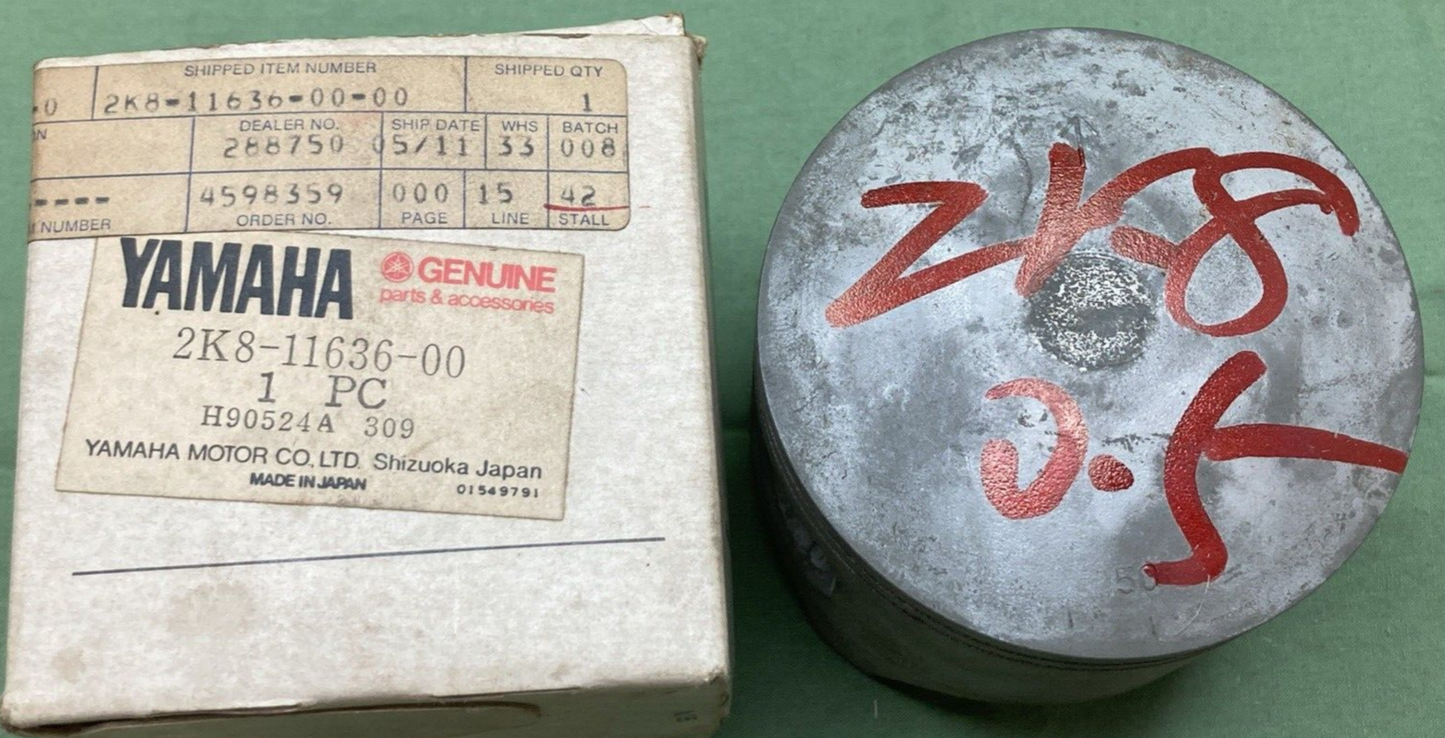 SHIPPED ITEM NUMBER SHIPPED QTY
-0 2K8-11636-00-00 1
DEALER NO. SHIP DATE WHS BATCH
288750 05/11 33 008
---- 4598359 000 15 42
NUMBER ORDER NO. PAGE LINE STALL
YAMAHA GENUINE
parts & accessories
2K8-11636-00
1 PC
H90524A 309
YAMAHA MOTOR CO., LTD. Shizuoka Japan
MADE IN JAPAN 01549791
2K8
0.5